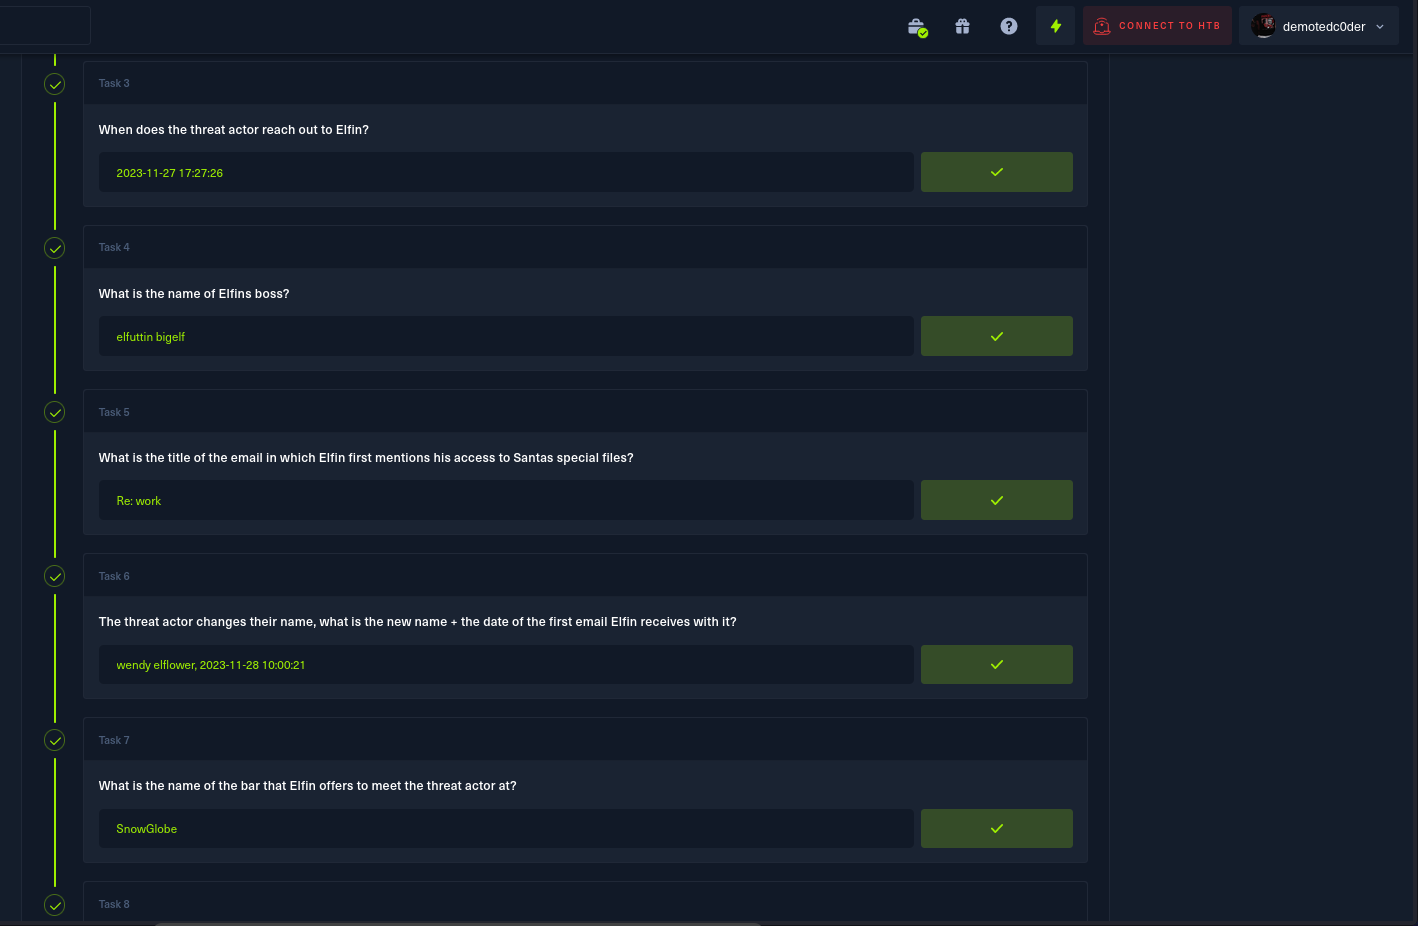 CONNECT TO HTB
demotedc0der
Task 3
When does the threat actor reach out to Elfin?
2023-11-27 17:27:26
Task 4
What is the name of Elfins boss?
elfuttin bigelf
Task 5
What is the title of the email in which Elfin first mentions his access to Santas special files?
Re: work
Task 6
The threat actor changes their name, what is the new name + the date of the first email Elfin receives with it?
wendy elflower, 2023-11-28 10:00:21
Task 7
What is the name of the bar that Elfin offers to meet the threat actor at?
SnowGlobe
Task 8